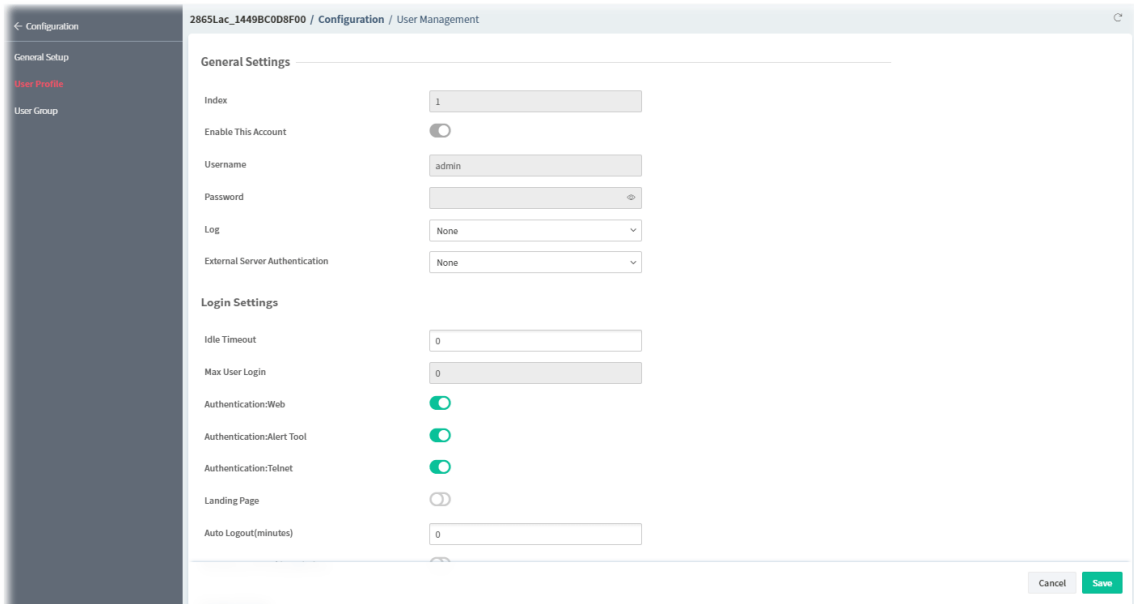 ← Configuration
General Setup
User Profile
User Group
2865Lac_1449BC0D8F00 / Configuration / User Management
General Settings
Index 1
Enable This Account
Username admin
Password
Log None
External Server Authentication None
Login Settings
Idle Timeout 0
Max User Login 0
Authentication:Web
Authentication:Alert Tool
Authentication:Telnet
Landing Page
Auto Logout(minutes) 0
Cancel Save